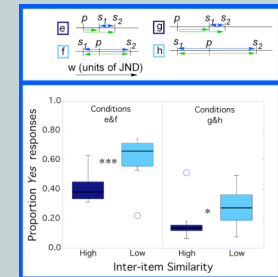 e p s₁ s₂
g p s₁ s₂
f s₁ p s₂
h s₁ p s₂
w (units of JND)
Conditions e&f
Conditions g&h
Proportion Yes responses
1.00
0.80
0.60
0.40
0.20
0.0
***
*
High Low High Low
Inter-item Similarity